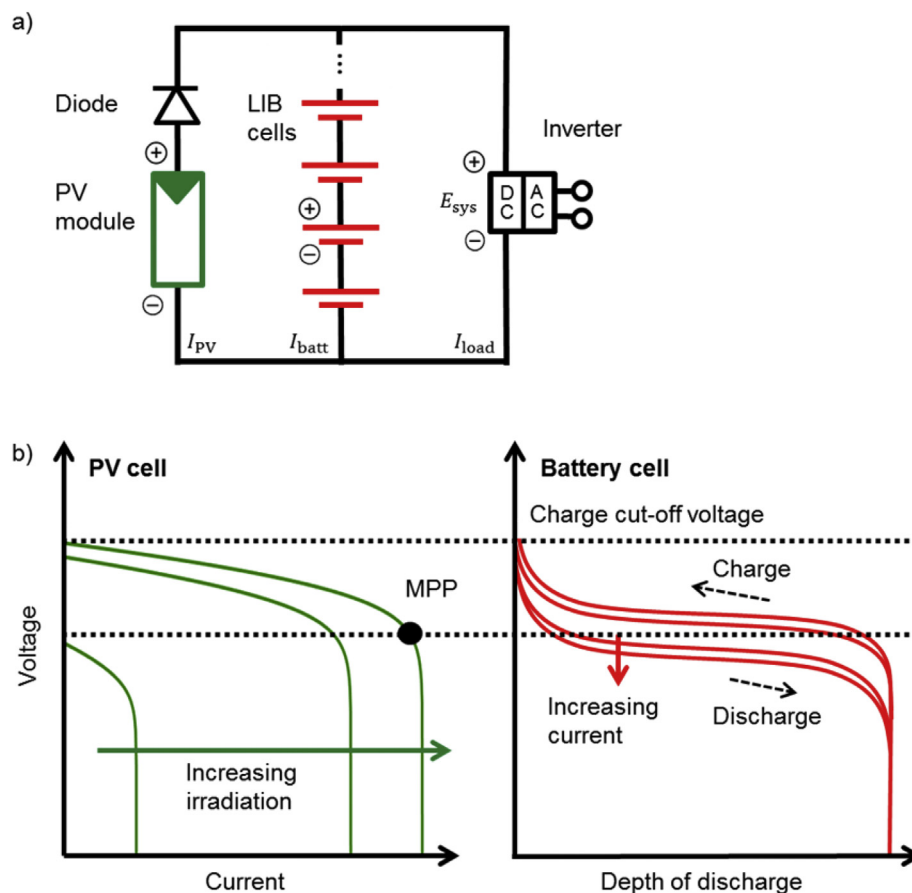 a)
Diode
LIB
cells
Inverter
PV
module
⊕
⊖
⊕
⊖
⊕
E_sys
⊖
DC
AC
I_PV
I_batt
I_load
b)
PV cell
Battery cell
Charge cut-off voltage
MPP
Charge
Voltage
Increasing
current
Discharge
Increasing
irradiation
Current
Depth of discharge